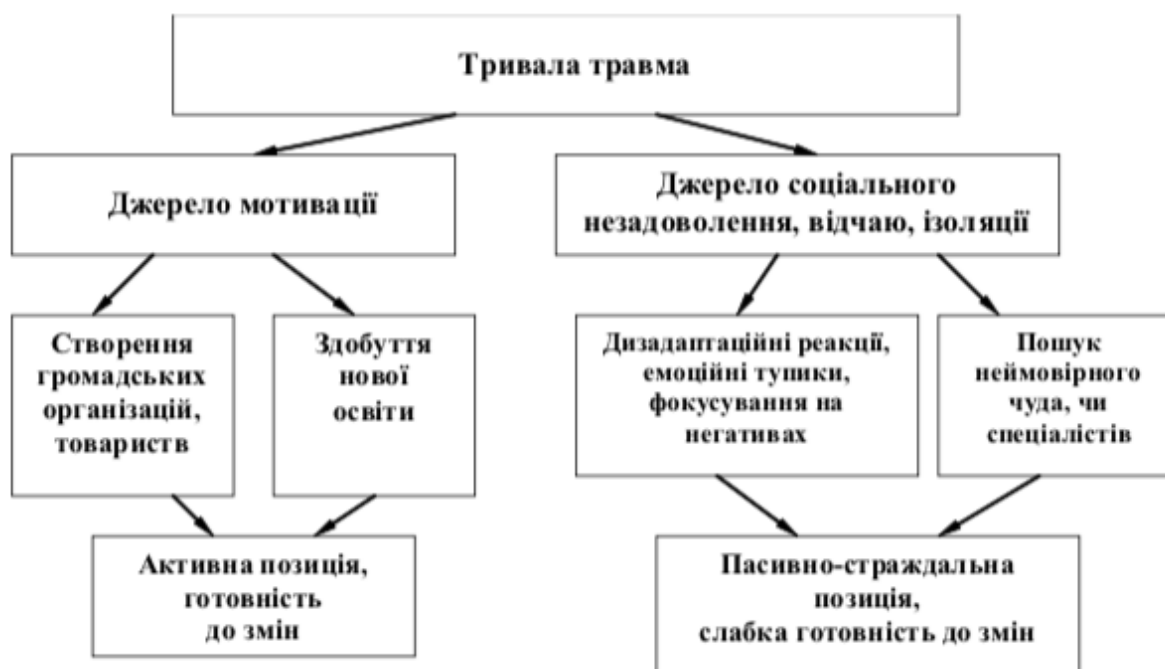 Тривала травма
Джерело мотивації
Джерело соціального
незадоволення, відчаю, ізоляції
Створення
громадських
організацій,
товариств
Здобуття
нової
освіти
Дизадаптаційні реакції,
емоційні тупики,
фокусування на
негативах
Пошук
неймовірного
чуда, чи
спеціалістів
Активна позиція,
готовність
до змін
Пасивно-страждальна
позиція,
слабка готовність до змін